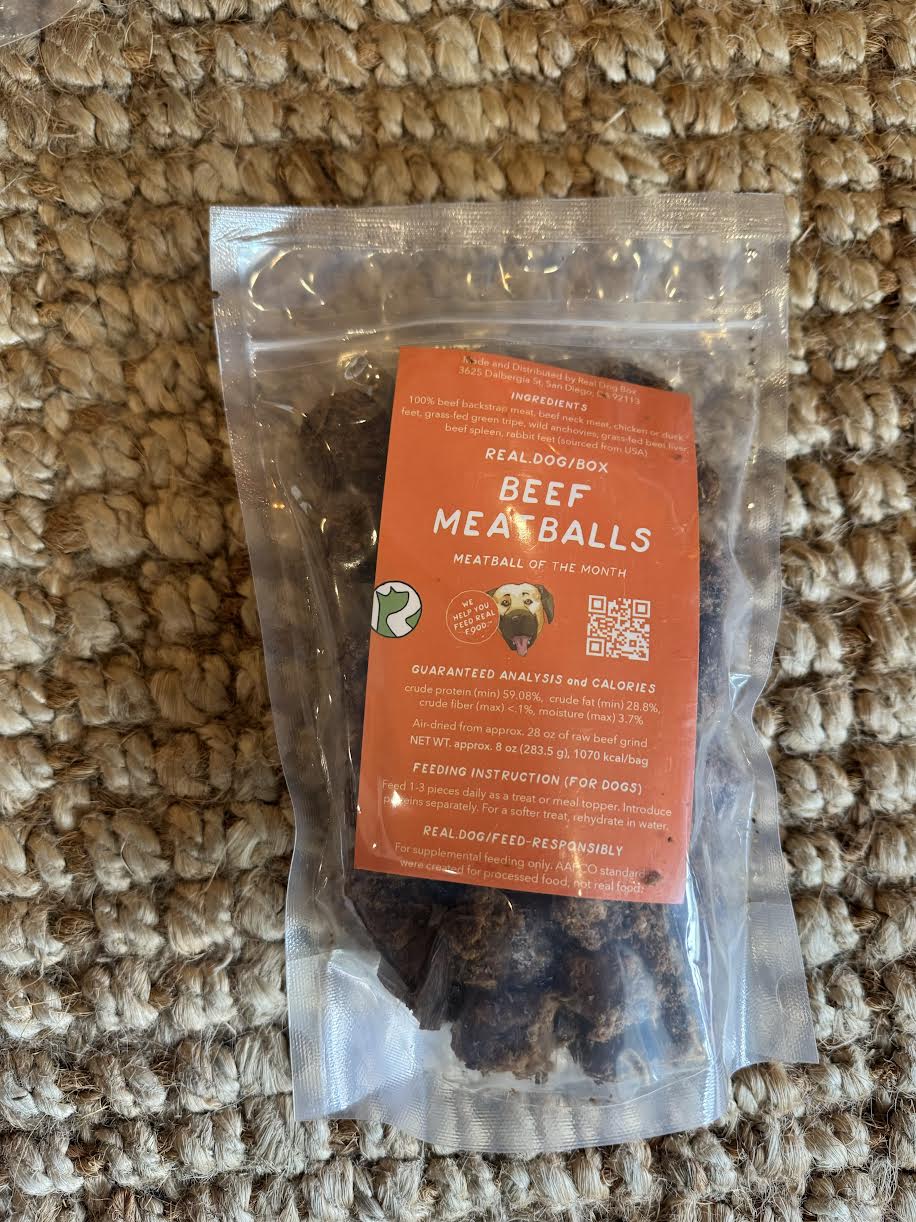 Made and Distributed by Real Dog Box
3625 Dalbergia St, San Diego, CA 92113
INGREDIENTS
100% beef backstrap meat, beef neck meat, chicken or duck
feet, grass-fed green tripe, wild anchovies, grass-fed beef liver,
beef spleen, rabbit feet (sourced from USA)
REAL.DOG/BOX
BEEF
MEATBALLS
MEATBALL OF THE MONTH
R
WE
HELP YOU
FEED REAL
FOOD
GUARANTEED ANALYSIS and CALORIES
crude protein (min) 59.08%, crude fat (min) 28.8%,
crude fiber (max) <.1%, moisture (max) 3.7%
Air-dried from approx. 28 oz of raw beef grind
NET WT. approx. 8 oz (283.5 g), 1070 kcal/bag
FEEDING INSTRUCTION (FOR DOGS)
Feed 1-3 pieces daily as a treat or meal topper. Introduce
proteins separately. For a softer treat, rehydrate in water.
REAL.DOG/FEED-RESPONSIBLY
For supplemental feeding only. AAFCO standards
were created for processed food, not real food.